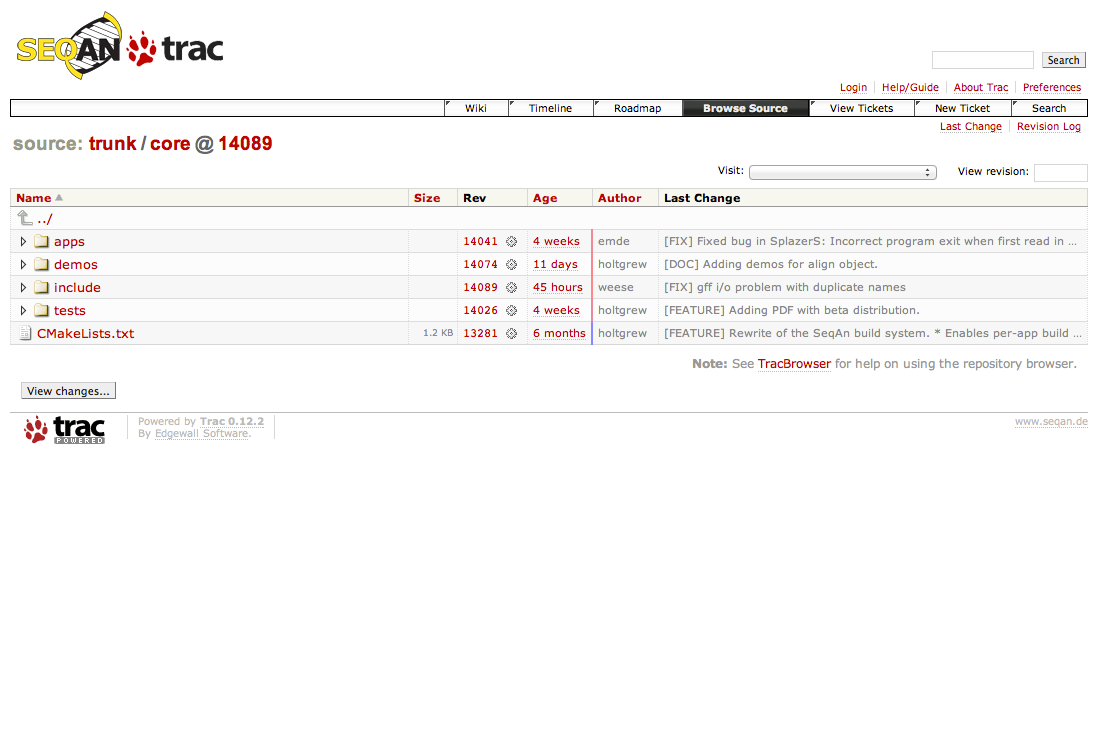 SEQAN trac
Search
Login Help/Guide About Trac Preferences
Wiki Timeline Roadmap Browse Source View Tickets New Ticket Search
Last Change Revision Log
source: trunk / core @ 14089
Visit: View revision:
Name Size Rev Age Author Last Change
../
apps 14041 4 weeks emde [FIX] Fixed bug in SplazerS: Incorrect program exit when first read in …
demos 14074 11 days holtgrew [DOC] Adding demos for align object.
include 14089 45 hours weese [FIX] gff i/o problem with duplicate names
tests 14026 4 weeks holtgrew [FEATURE] Adding PDF with beta distribution.
CMakeLists.txt 1.2 KB 13281 6 months holtgrew [FEATURE] Rewrite of the SeqAn build system. * Enables per-app build …
Note: See TracBrowser for help on using the repository browser.
View changes...
trac POWERED
Powered by Trac 0.12.2
By Edgewall Software.
www.seqan.de